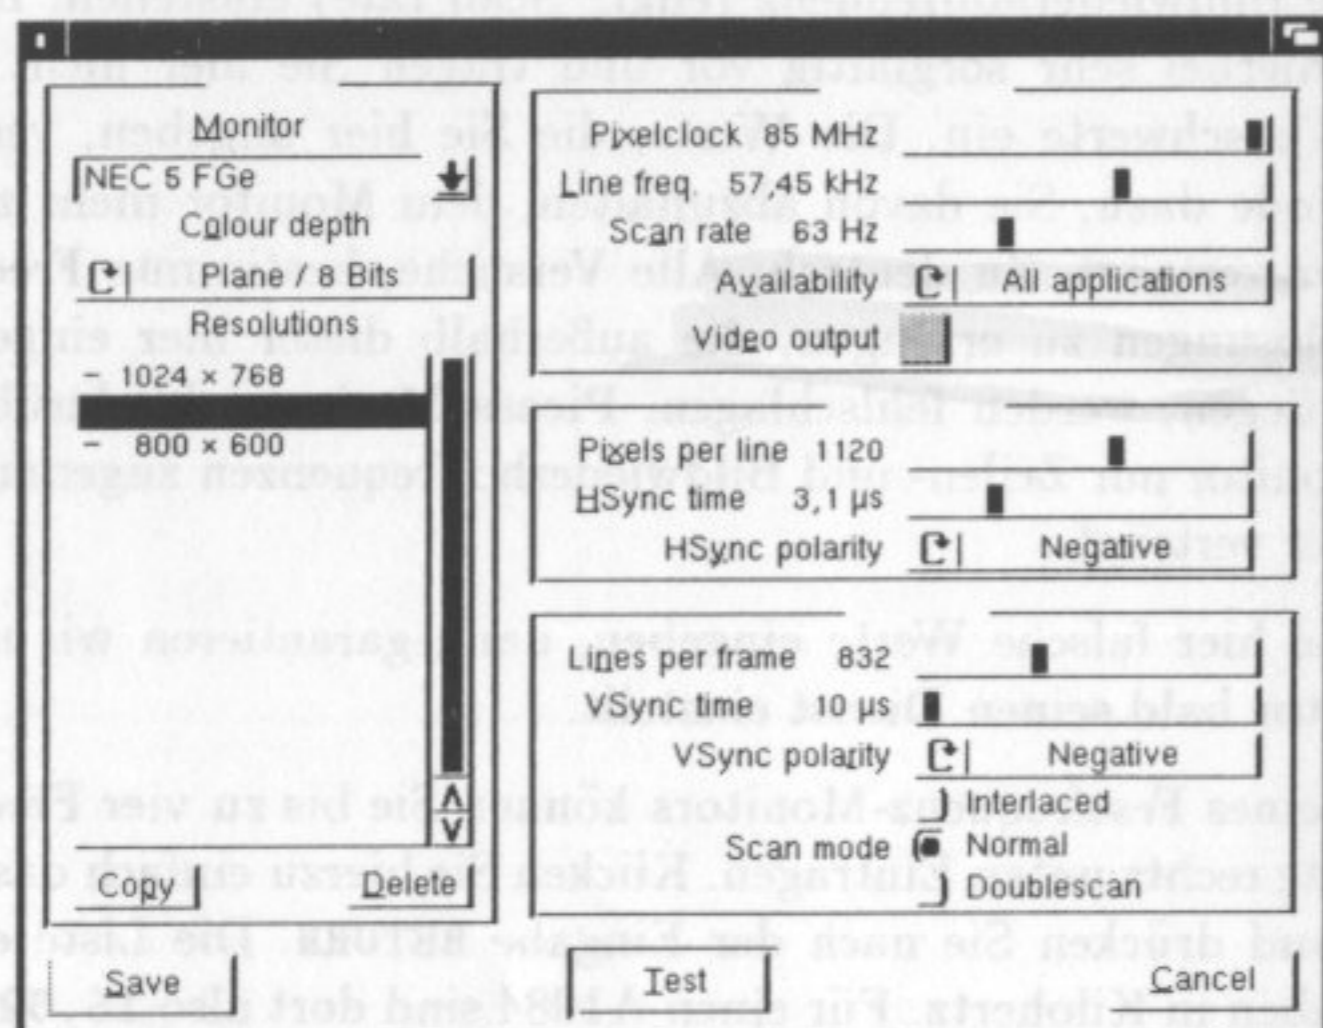 Monitor
NEC 5 FGe
Colour depth
Plane / 8 Bits
Resolutions
– 1024 × 768
– 800 × 600
Copy
Delete
Pixelclock 85 MHz
Line freq. 57,45 kHz
Scan rate 63 Hz
Availability All applications
Video output
Pixels per line 1120
HSync time 3,1 µs
HSync polarity Negative
Lines per frame 832
VSync time 10 µs
VSync polarity Negative
Interlaced
Scan mode Normal
Doublescan
Save
Test
Cancel